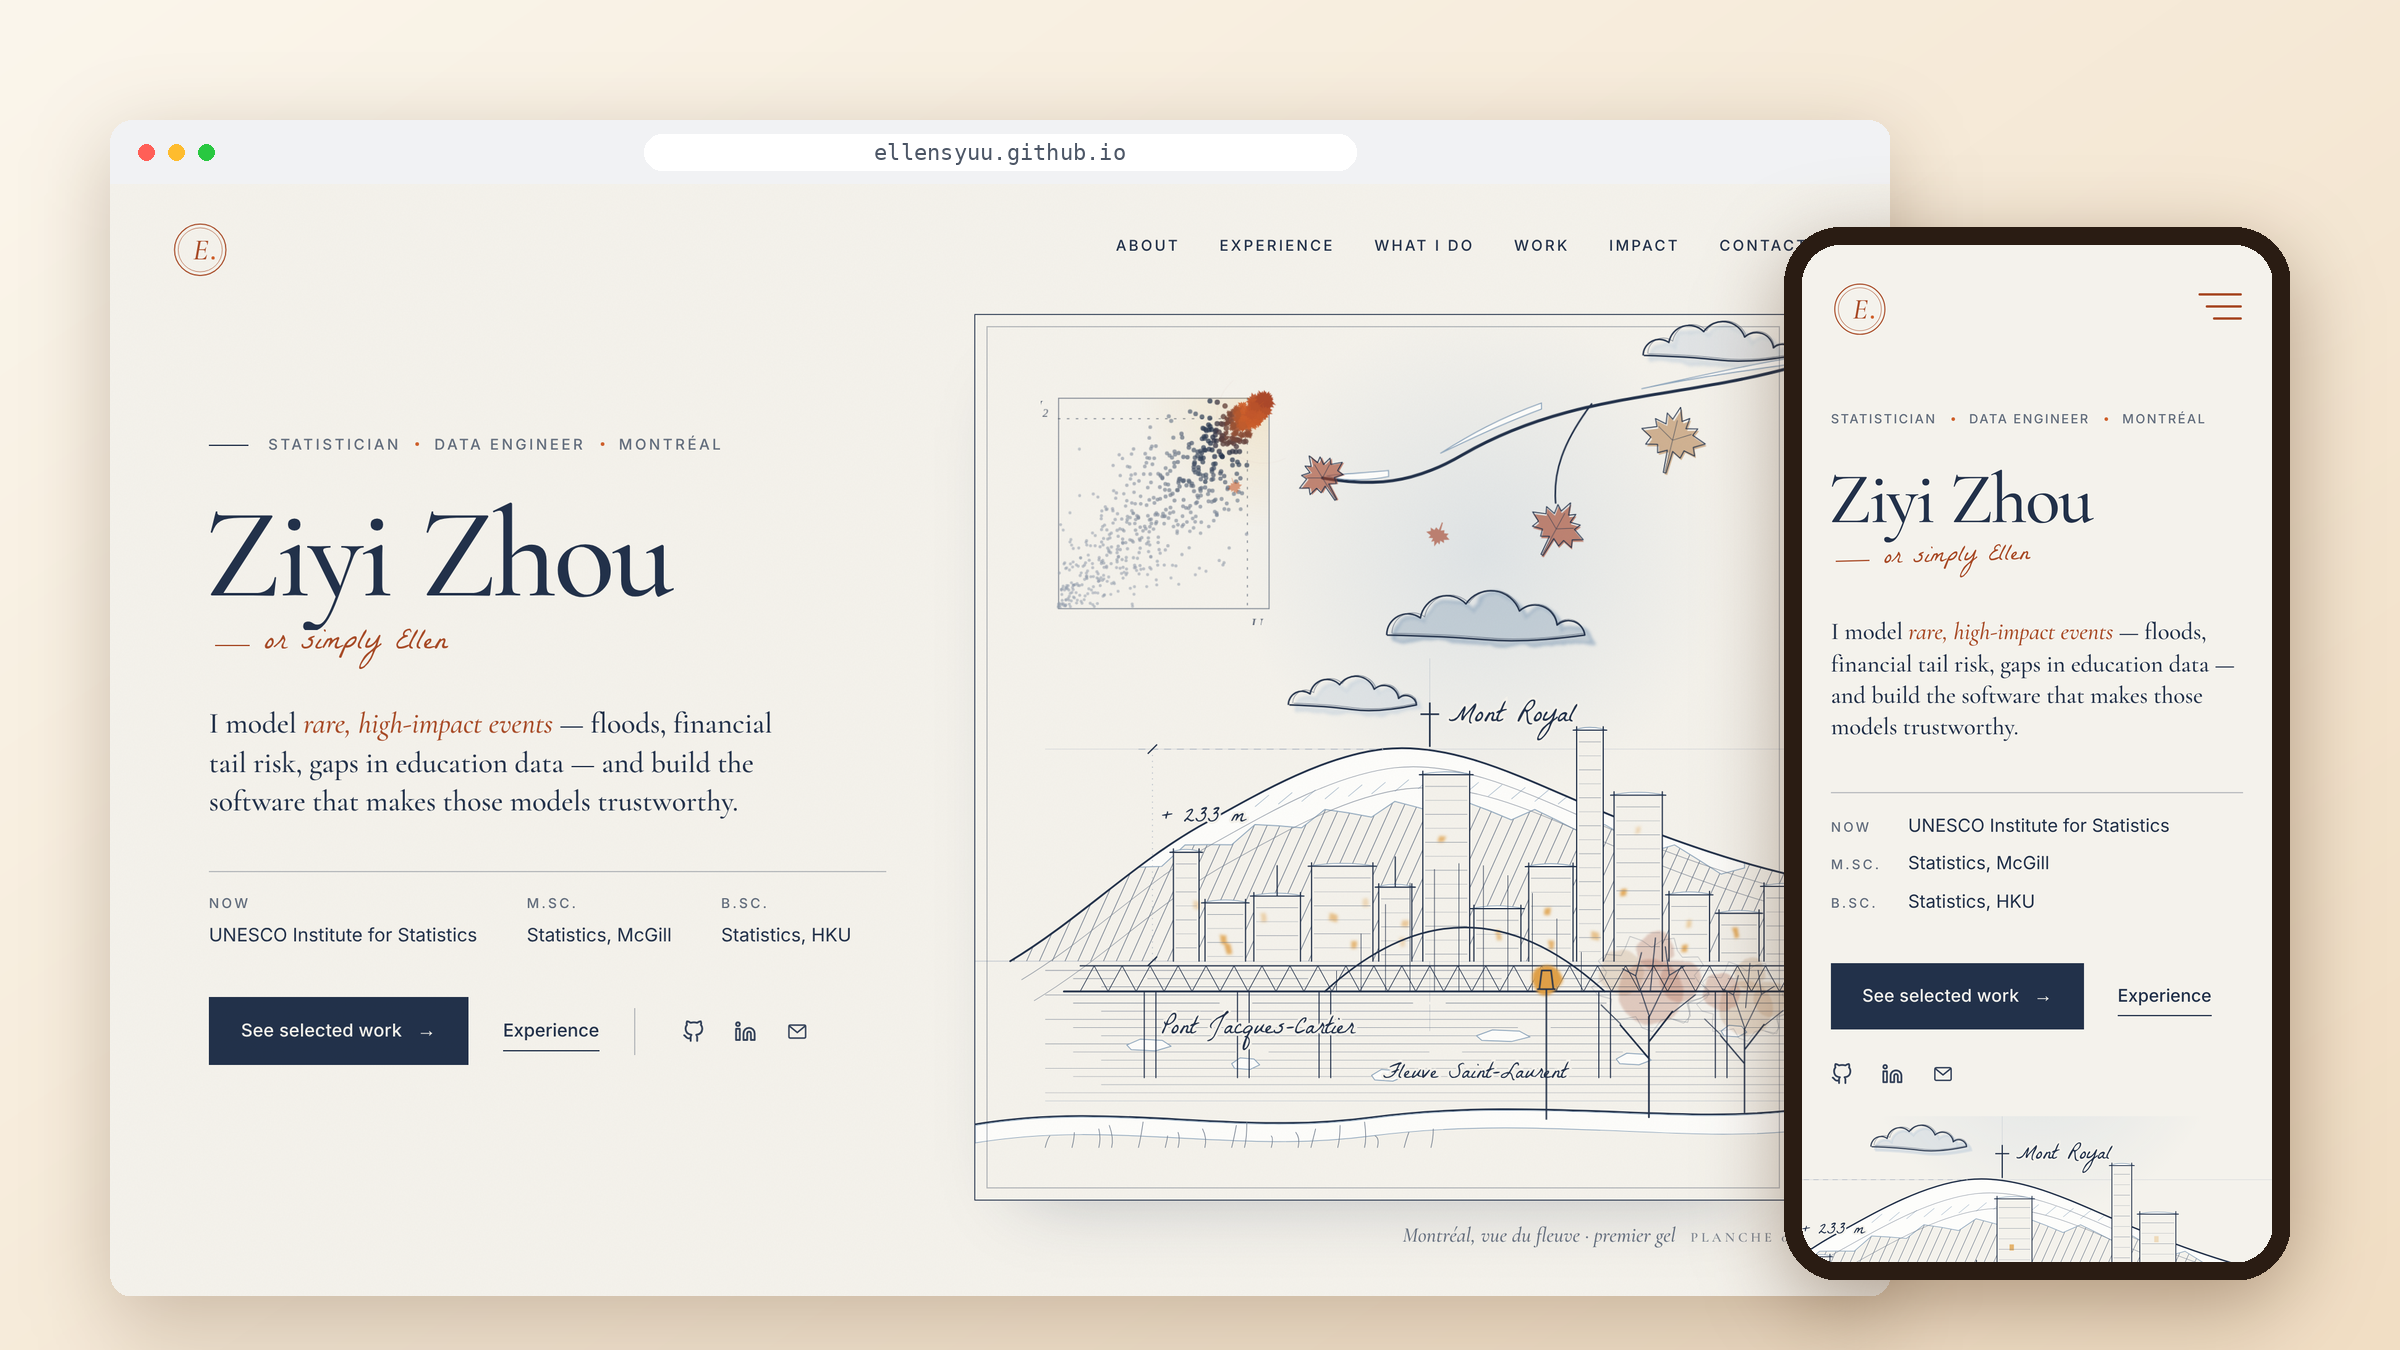 ellensyuu.github.io
E.
ABOUT EXPERIENCE WHAT I DO WORK IMPACT CONTACT
STATISTICIAN • DATA ENGINEER • MONTRÉAL
Ziyi Zhou
— or simply Ellen
I model rare, high-impact events — floods, financial
tail risk, gaps in education data — and build the
software that makes those models trustworthy.
NOW M.SC. B.SC.
UNESCO Institute for Statistics Statistics, McGill Statistics, HKU
See selected work → Experience
2
Mont Royal
+ 233 m
Pont Jacques-Cartier
Fleuve Saint-Laurent
Montréal, vue du fleuve · premier gel PLANCHE
E.
STATISTICIAN • DATA ENGINEER • MONTRÉAL
Ziyi Zhou
— or simply Ellen
I model rare, high-impact events — floods,
financial tail risk, gaps in education data —
and build the software that makes those
models trustworthy.
NOW UNESCO Institute for Statistics
M.SC. Statistics, McGill
B.SC. Statistics, HKU
See selected work → Experience
Mont Royal
+ 233 m